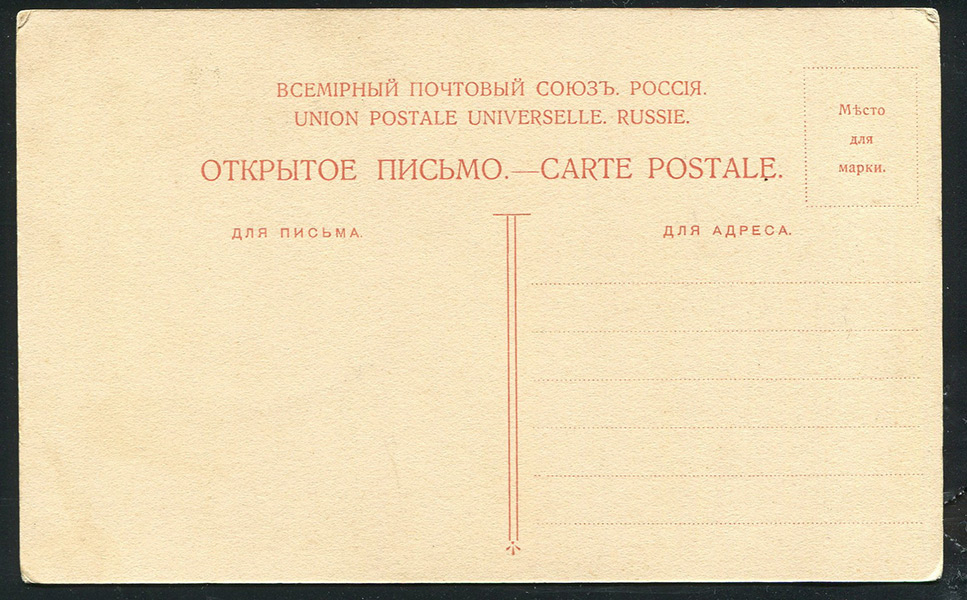 ВСЕМІРНЫЙ ПОЧТОВЫЙ СОЮЗЪ. РОССІЯ.
UNION POSTALE UNIVERSELLE. RUSSIE.
ОТКРЫТОЕ ПИСЬМО.—CARTE POSTALE.
Мѣсто
для
марки.
ДЛЯ ПИСЬМА.
ДЛЯ АДРЕСА.